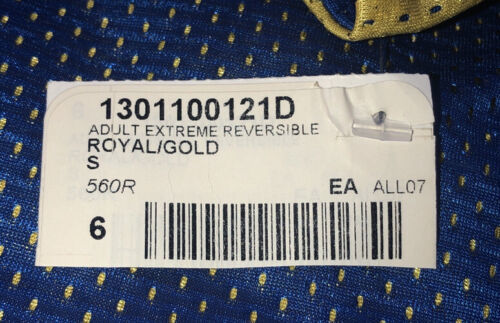 1301100121D
ADULT EXTREME REVERSIBLE
ROYAL/GOLD
S
560R EA ALL07
6